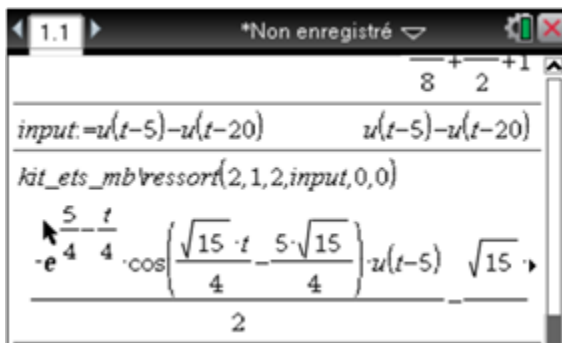 1.1 *Non enregistré
8 + 2 +1
input:=u(t-5)-u(t-20) u(t-5)-u(t-20)
kit_ets_mb\ressort(2,1,2,input,0,0)
-e^(5/4-t/4)·cos(√15·t/4-5·√15/4)·u(t-5)/2 - √15·